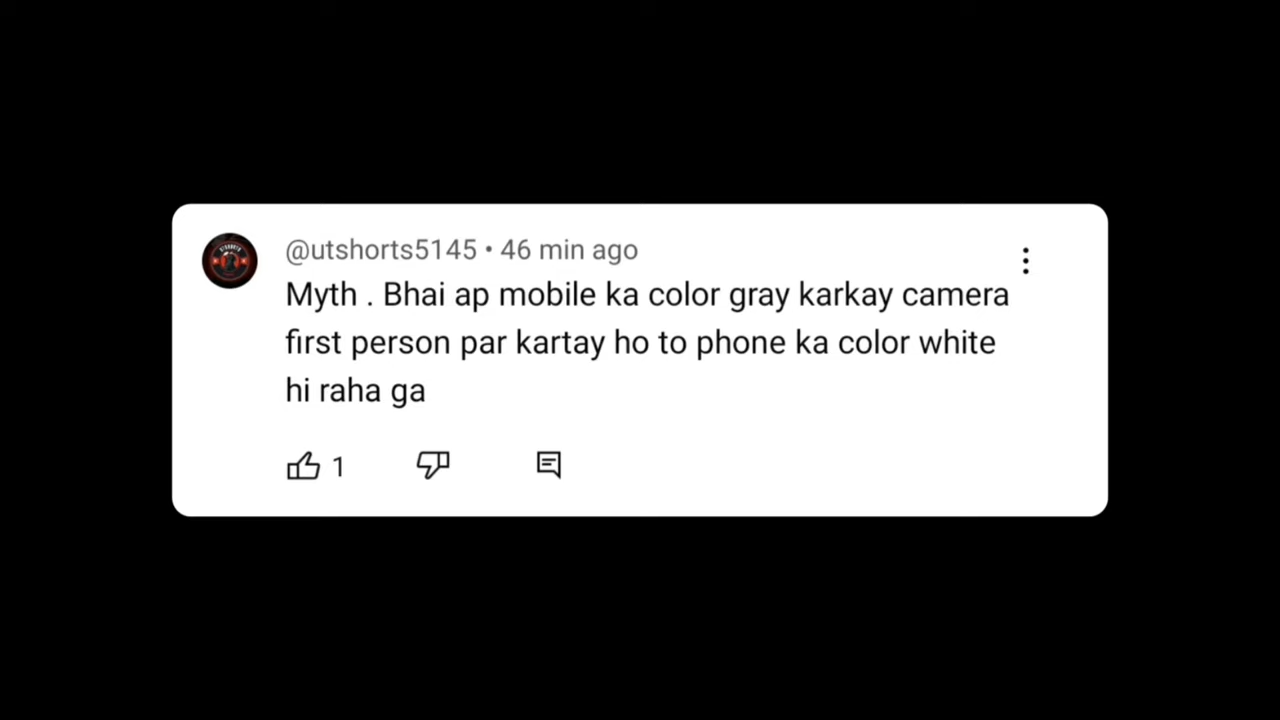 @utshorts5145 • 46 min ago
Myth . Bhai ap mobile ka color gray karkay camera
first person par kartay ho to phone ka color white
hi raha ga
1